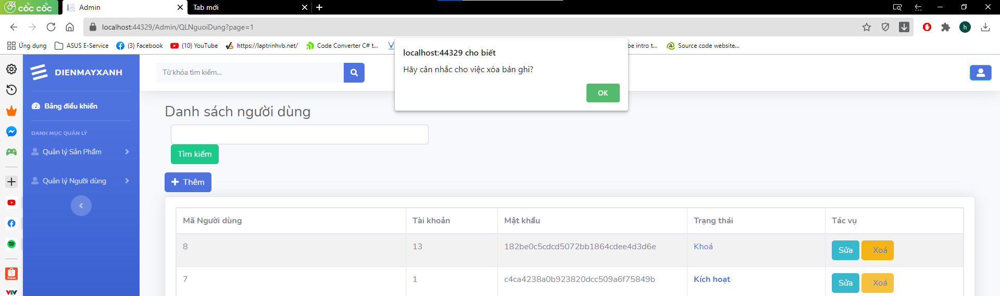 cốc cốc
Admin
Tab mới
localhost:44329/Admin/QLNguoiDung?page=1
h
Ứng dụng
ASUS E-Service
(3) Facebook
(10) YouTube
https://laptrinhvb.net/
Code Converter C# t...
be intro t...
Source code website...
localhost:44329 cho biết
Hãy cân nhắc cho việc xóa bản ghi?
OK
DIENMAYXANH
Từ khóa tìm kiếm...
Bảng điều khiển
DANH MỤC QUẢN LÝ
Quản lý Sản Phẩm
Quản lý Người dùng
Shopee
VTV
Danh sách người dùng
Tìm kiếm
Thêm
Mã Người dùng Tài khoản Mật khẩu Trạng thái Tác vụ
8 13 182be0c5cdcd5072bb1864cdee4d3d6e Khoá Sửa Xoá
7 1 c4ca4238a0b923820dcc509a6f75849b Kích hoạt Sửa Xoá